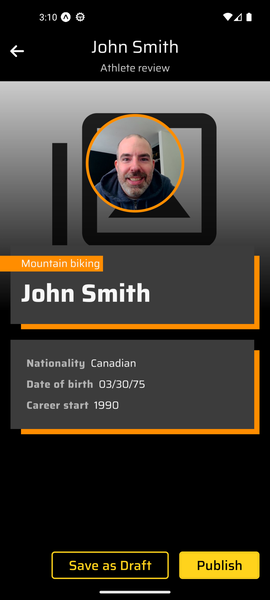 3:10
John Smith
Athlete review
Mountain biking
John Smith
Nationality Canadian
Date of birth 03/30/75
Career start 1990
Save as Draft
Publish